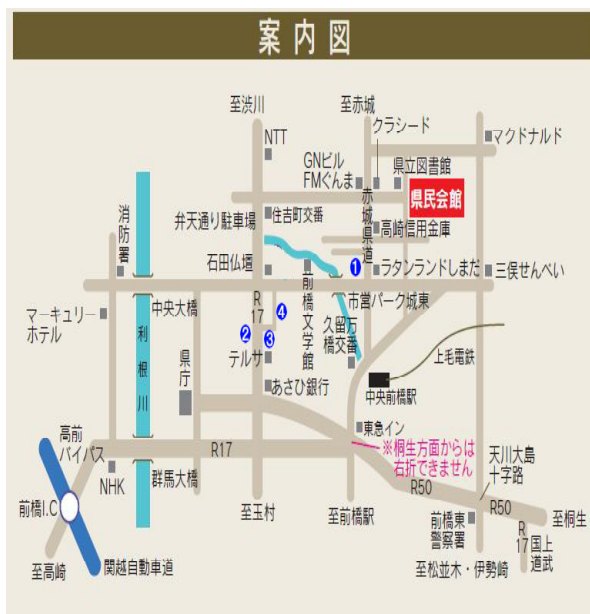 案内図
至渋川
至赤城
クラシード
NTT
マクドナルド
GNビル
FMぐんま
県立図書館
県民会館
消防署
弁天通り駐車場
住吉町交番
赤城県道
高崎信用金庫
石田仏壇
前橋文学館
①
ラタンランドしまだ
三俣せんべい
マーキュリー
ホテル
中央大橋
R
17
④
②
③
市営パーク城東
久留万
橋交番
利根川
県庁
テルサ
上毛電鉄
あさひ銀行
中央前橋駅
高前
バイパス
東急イン
※桐生方面からは
右折できません
天川大島
十字路
R17
NHK
群馬大橋
R50
R50
前橋I.C
至玉村
至前橋駅
前橋東
警察署
至桐生
R
17
国上
道武
至高崎
関越自動車道
至松並木・伊勢崎